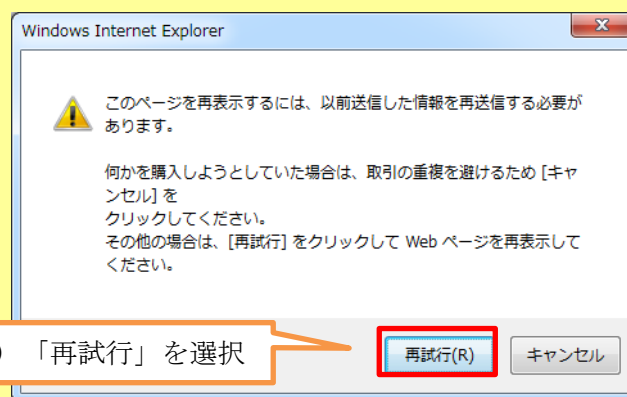 Windows Internet Explorer
このページを再表示するには、以前送信した情報を再送信する必要が
あります。
何かを購入しようとしていた場合は、取引の重複を避けるため [キャ
ンセル] を
クリックしてください。
その他の場合は、[再試行] をクリックして Web ページを再表示して
ください。
) 「再試行」を選択
再試行(R)
キャンセル